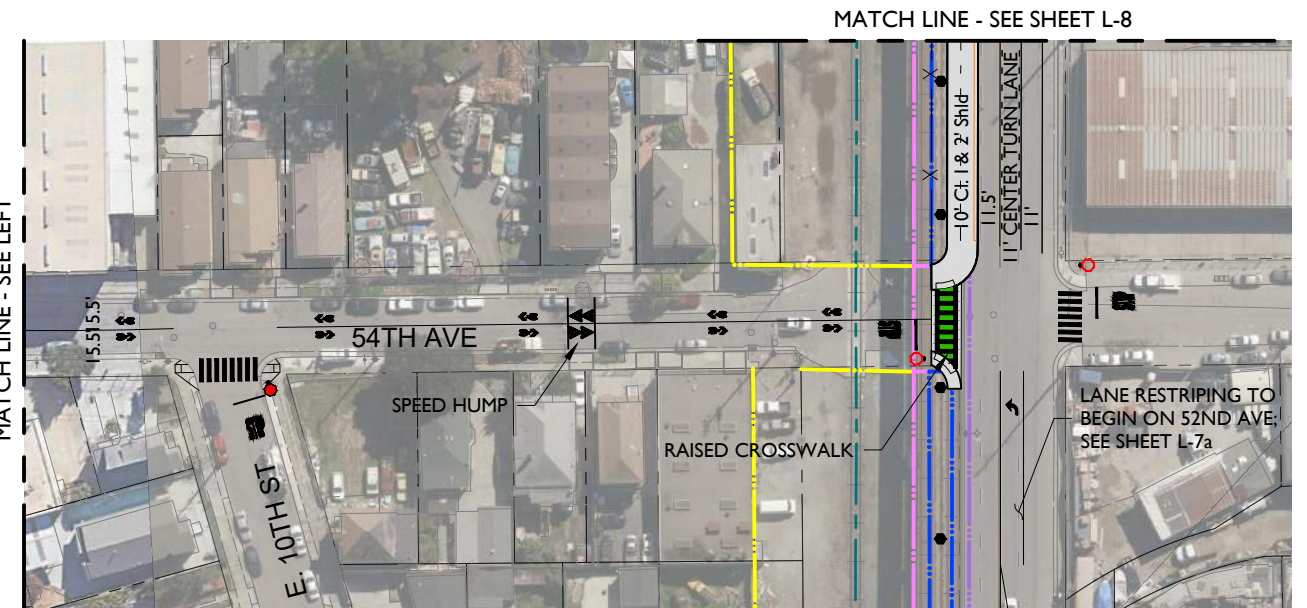 MATCH LINE - SEE SHEET L-8
MATCH LINE - SEE LEFT
10' Cl. I & 2' Shld
11.5'
11' CENTER TURN LANE
11'
15.5'
15.5'
54TH AVE
SPEED HUMP
RAISED CROSSWALK
LANE RESTRIPING TO
BEGIN ON 52ND AVE;
SEE SHEET L-7a
E. 10TH ST